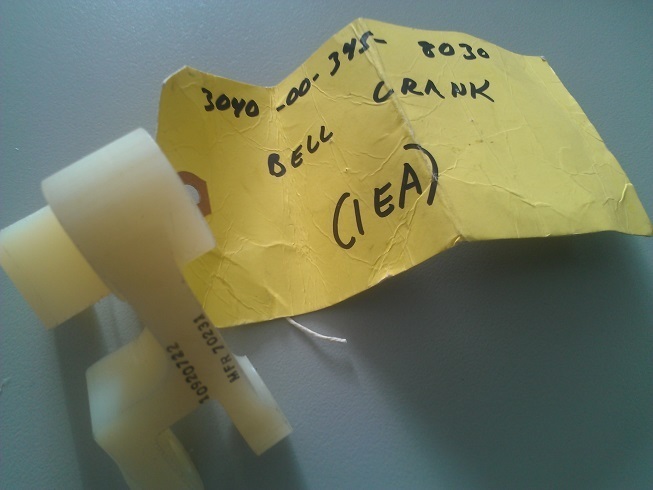 3040-00-345-8030
BELL CRANK
(1EA)
10920722
MFR 70231